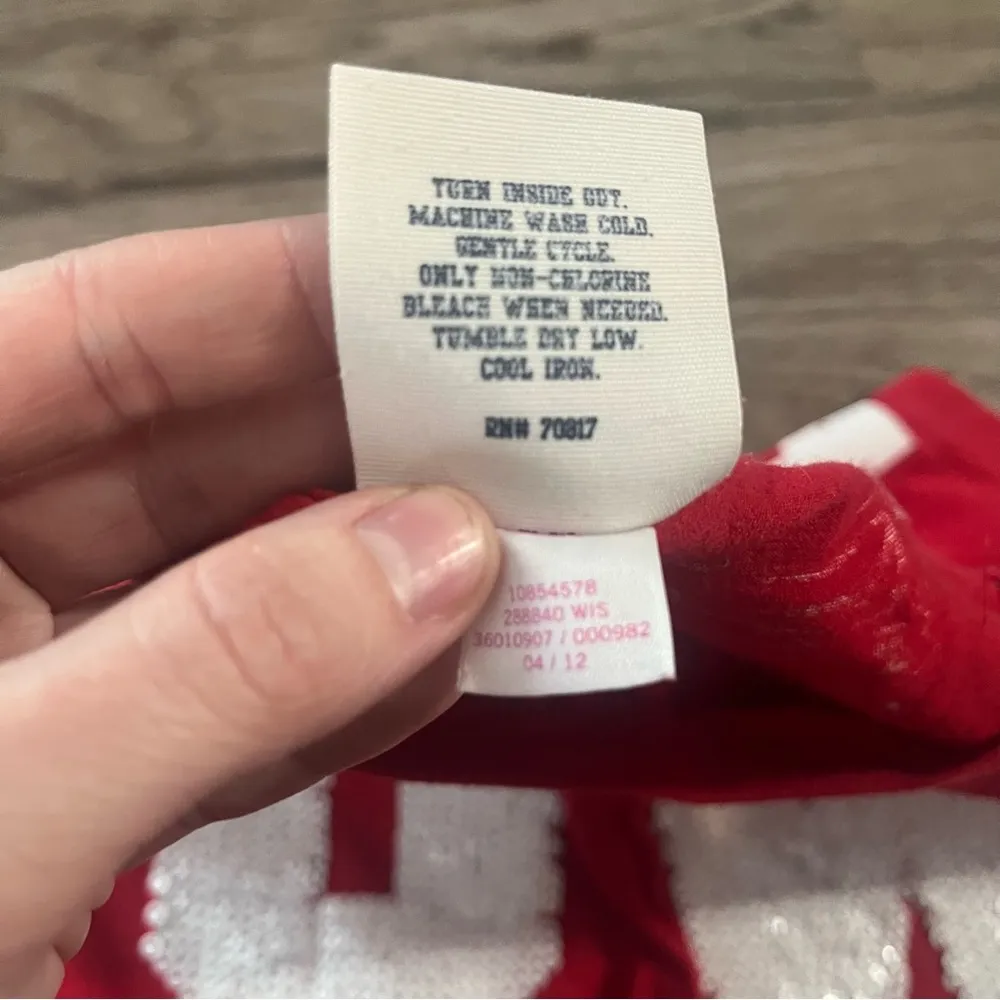 TURN INSIDE OUT.
MACHINE WASH COLD.
GENTLE CYCLE.
ONLY NON-CHLORINE
BLEACH WHEN NEEDED.
TUMBLE DRY LOW.
COOL IRON.
RN# 70817
10854578
288840 WIS
36010907 / 000982
04 / 12